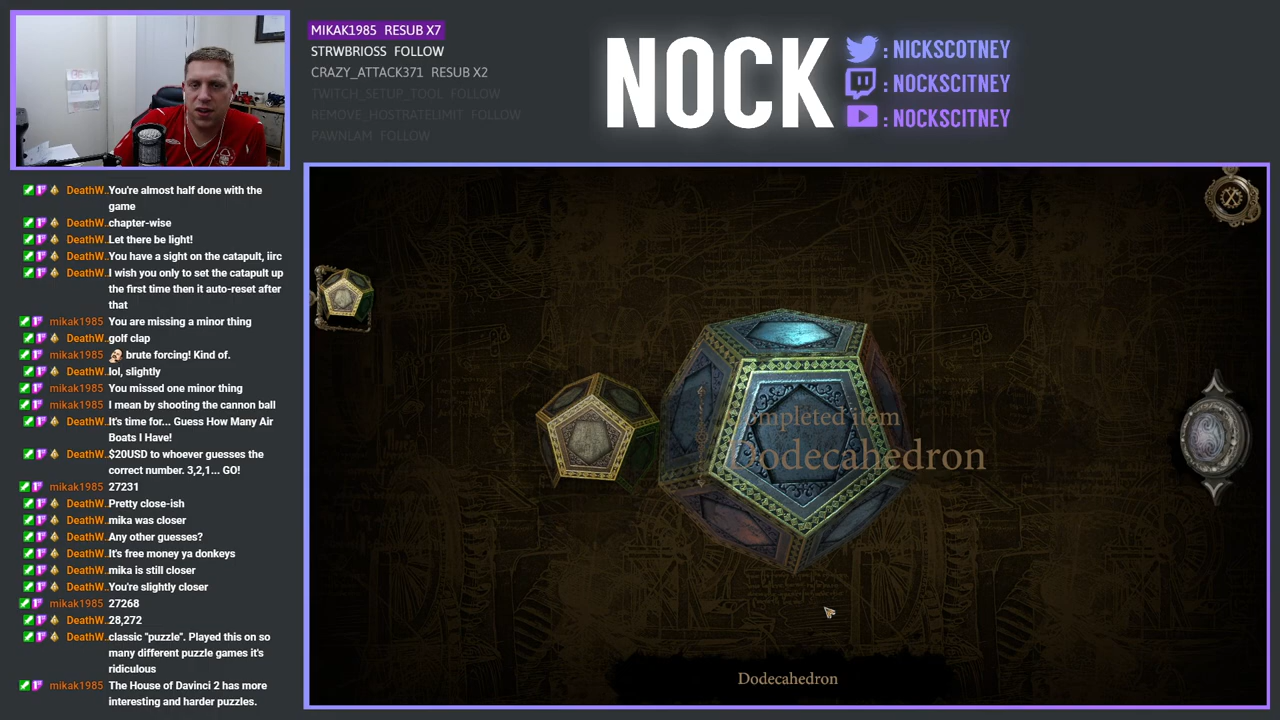 MIKAK1985 RESUB X7
STRWBRIOSS FOLLOW
CRAZY_ATTACK371 RESUB X2
TWITCH_SETUP_TOOL FOLLOW
REMOVE_HOSTRATELIMIT FOLLOW
PAWNLAM FOLLOW
NOCK
: NICKSCOTNEY
: NOCKSCITNEY
: NOCKSCITNEY
DeathW..You're almost half done with the
game
DeathW..chapter-wise
DeathW..Let there be light!
DeathW..You have a sight on the catapult, iirc
DeathW..I wish you only to set the catapult up
the first time then it auto-reset after
that
mikak1985 You are missing a minor thing
DeathW..golf clap
mikak1985 brute forcing! Kind of.
DeathW..lol, slightly
mikak1985 You missed one minor thing
mikak1985 I mean by shooting the cannon ball
DeathW..It's time for... Guess How Many Air
Boats I Have!
DeathW..$20USD to whoever guesses the
correct number. 3,2,1... GO!
mikak1985 27231
DeathW..Pretty close-ish
DeathW..mika was closer
DeathW..Any other guesses?
DeathW..It's free money ya donkeys
DeathW..mika is still closer
DeathW..You're slightly closer
mikak1985 27268
DeathW..28,272
DeathW..classic "puzzle". Played this on so
many different puzzle games it's
ridiculous
mikak1985 The House of Davinci 2 has more
interesting and harder puzzles.
Completed item
Dodecahedron
Dodecahedron